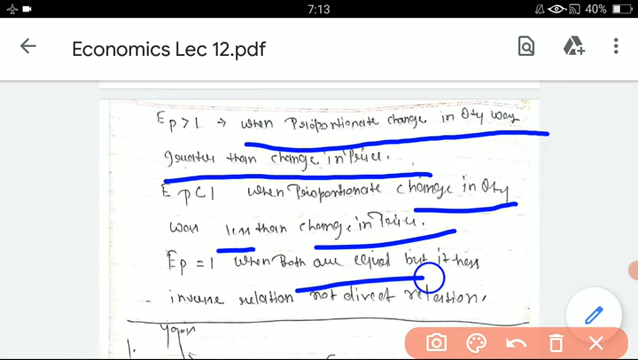 7:13
40%
Economics Lec 12.pdf
Ep>1 → when Proportionate change in Qty way
greater than change in Price.
Ep<1 when Proportionate change in Qty
was less than change in Price.
Ep = 1 when Both are equal but it has
inverse relation not direct relation.
1.